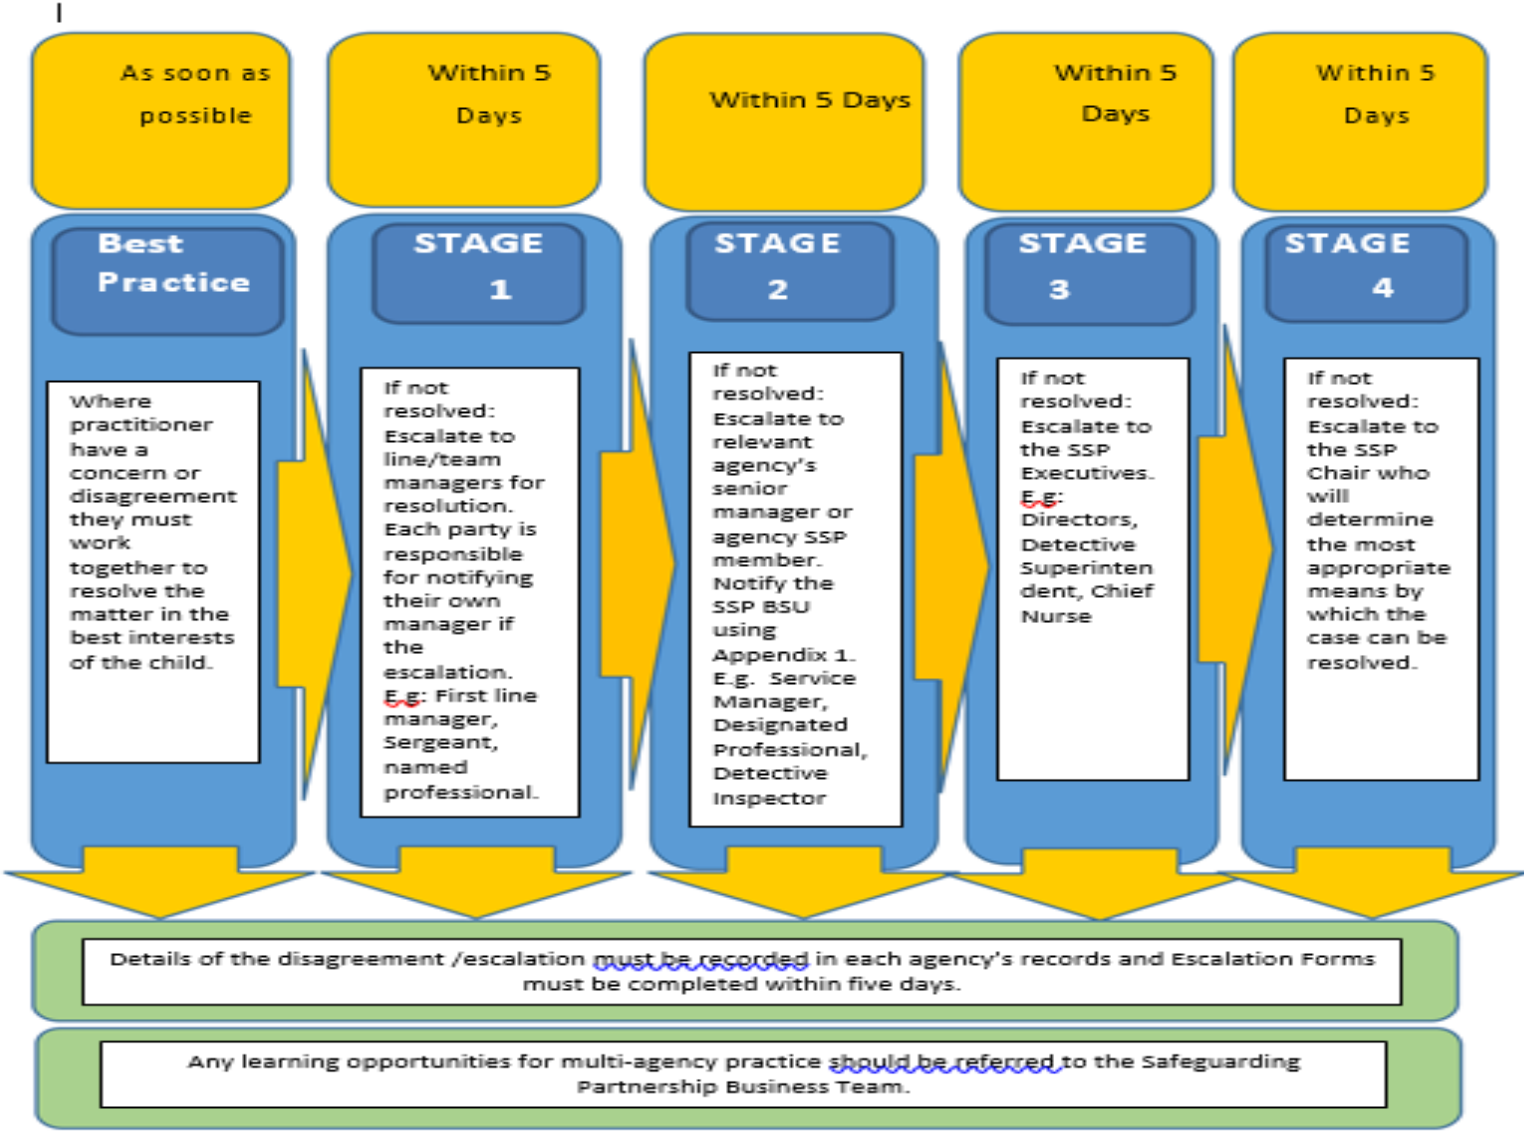 As soon as
possible
Within 5
Days
Within 5 Days
Within 5
Days
Within 5
Days
Best
Practice
Where
practitioner
have a
concern or
disagreement
they must
work
together to
resolve the
matter in the
best interests
of the child.
STAGE
1
If not
resolved:
Escalate to
line/team
managers for
resolution.
Each party is
responsible
for notifying
their own
manager if
the
escalation.
E.g: First line
manager,
Sergeant,
named
professional.
STAGE
2
If not
resolved:
Escalate to
relevant
agency's
senior
manager or
agency SSP
member.
Notify the
SSP BSU
using
Appendix 1.
E.g. Service
Manager,
Designated
Professional,
Detective
Inspector
STAGE
3
If not
resolved:
Escalate to
the SSP
Executives.
E.g:
Directors,
Detective
Superinten
dent, Chief
Nurse
STAGE
4
If not
resolved:
Escalate to
the SSP
Chair who
will
determine
the most
appropriate
means by
which the
case can be
resolved.
Details of the disagreement /escalation must be recorded in each agency's records and Escalation Forms
must be completed within five days.
Any learning opportunities for multi-agency practice should be referred to the Safeguarding
Partnership Business Team.